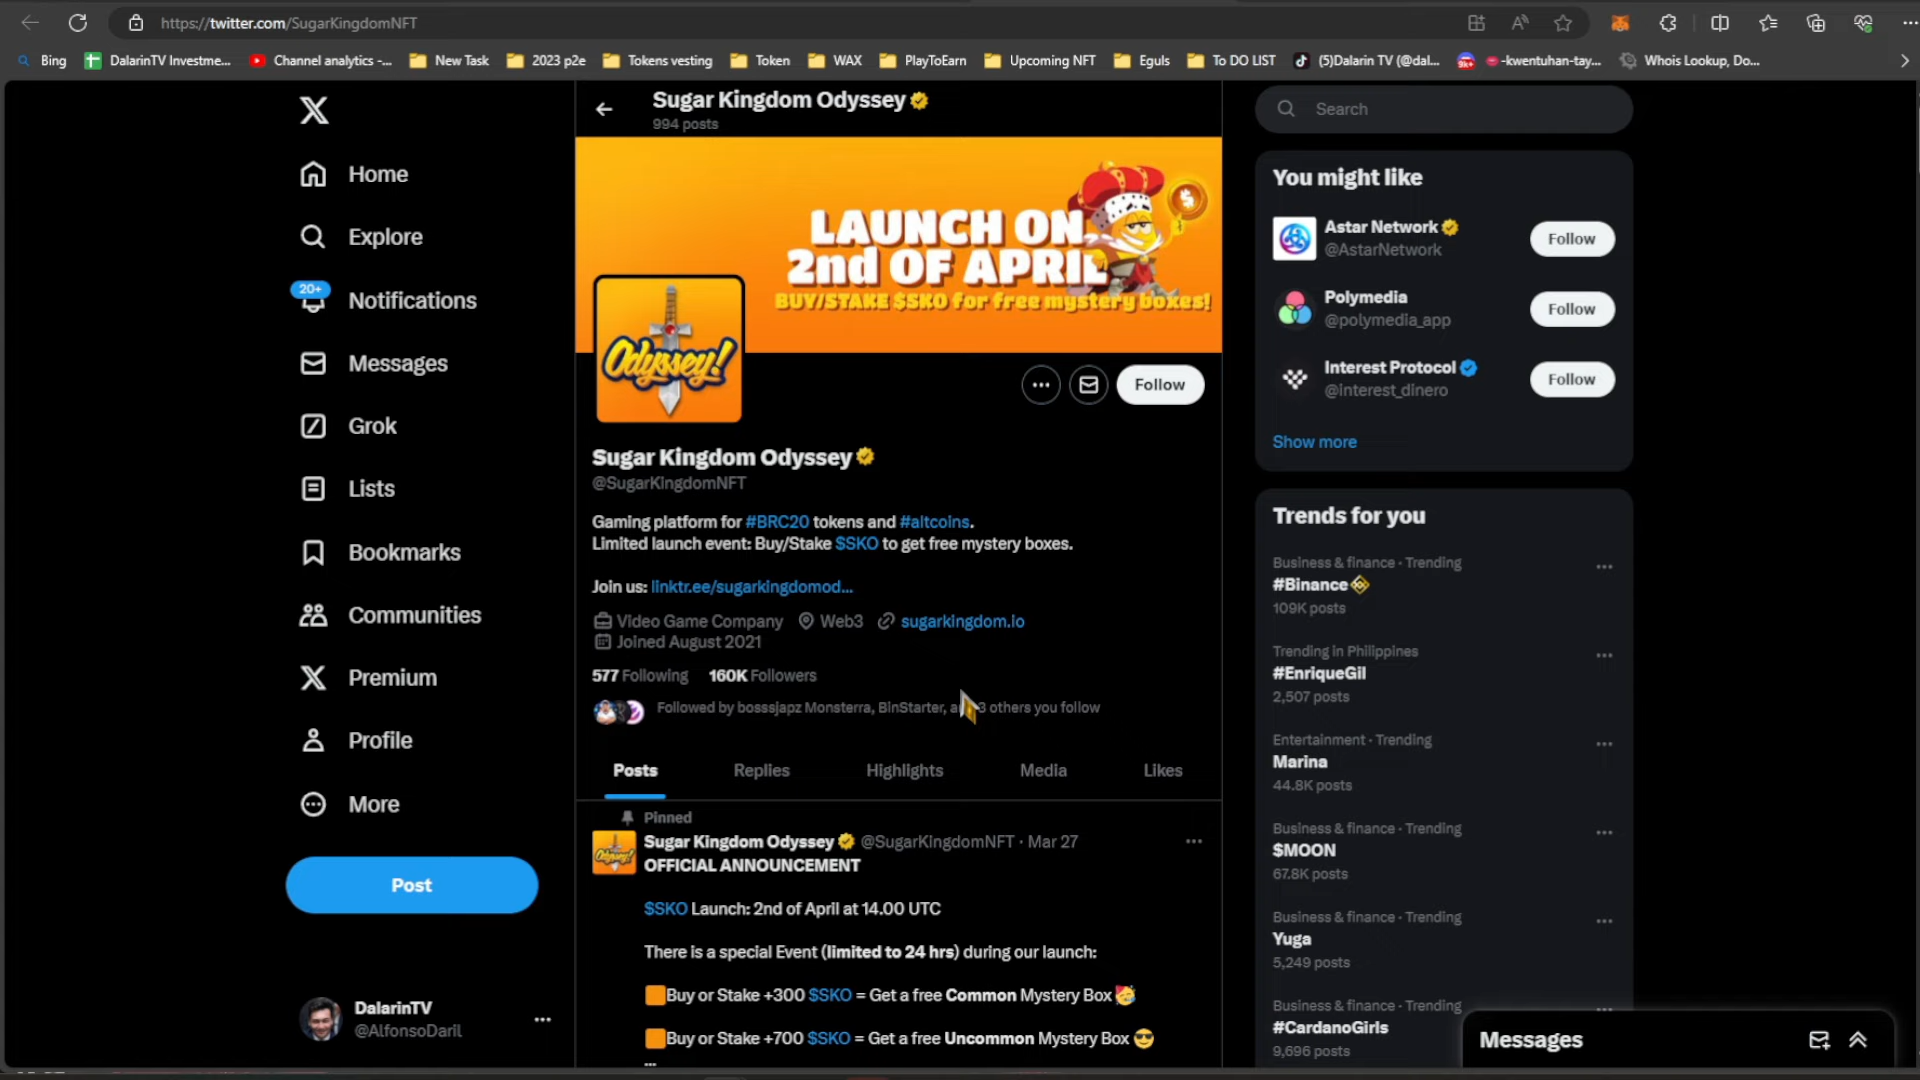 https://twitter.com/SugarKingdomNFT
Bing
DalarinTV Investme...
Channel analytics -...
New Task
2023 p2e
Tokens vesting
Token
WAX
PlayToEarn
Upcoming NFT
Eguls
To DO LIST
(5)Dalarin TV (@dal...
-kwentuhan-tay...
Whois Lookup, Do...
Home
Explore
20+
Notifications
Messages
Grok
Lists
Bookmarks
Communities
Premium
Profile
More
Post
DalarinTV
@AlfonsoDaril
Sugar Kingdom Odyssey
994 posts
LAUNCH ON
2nd OF APRIL
BUY/STAKE $SKO for free mystery boxes!
Odyssey!
Follow
Sugar Kingdom Odyssey
@SugarKingdomNFT
Gaming platform for #BRC20 tokens and #altcoins.
Limited launch event: Buy/Stake $SKO to get free mystery boxes.
Join us: linktr.ee/sugarkingdomod...
Video Game Company Web3 sugarkingdom.io
Joined August 2021
577 Following 160K Followers
Followed by bosssjapz Monsterra, BinStarter, 3 others you follow
Posts Replies Highlights Media Likes
Pinned
Sugar Kingdom Odyssey @SugarKingdomNFT · Mar 27
OFFICIAL ANNOUNCEMENT
$SKO Launch: 2nd of April at 14.00 UTC
There is a special Event (limited to 24 hrs) during our launch:
🟧Buy or Stake +300 $SKO = Get a free Common Mystery Box🥳
🟧Buy or Stake +700 $SKO = Get a free Uncommon Mystery Box 😎
Search
You might like
Astar Network
@AstarNetwork
Follow
Polymedia
@polymedia_app
Follow
Interest Protocol
@interest_dinero
Follow
Show more
Trends for you
Business & finance · Trending
#Binance
109K posts
Trending in Philippines
#EnriqueGil
2,507 posts
Entertainment · Trending
Marina
44.8K posts
Business & finance · Trending
$MOON
67.8K posts
Business & finance · Trending
Yuga
5,249 posts
Business & finance · Trending
#CardanoGirls
9,696 posts
Messages